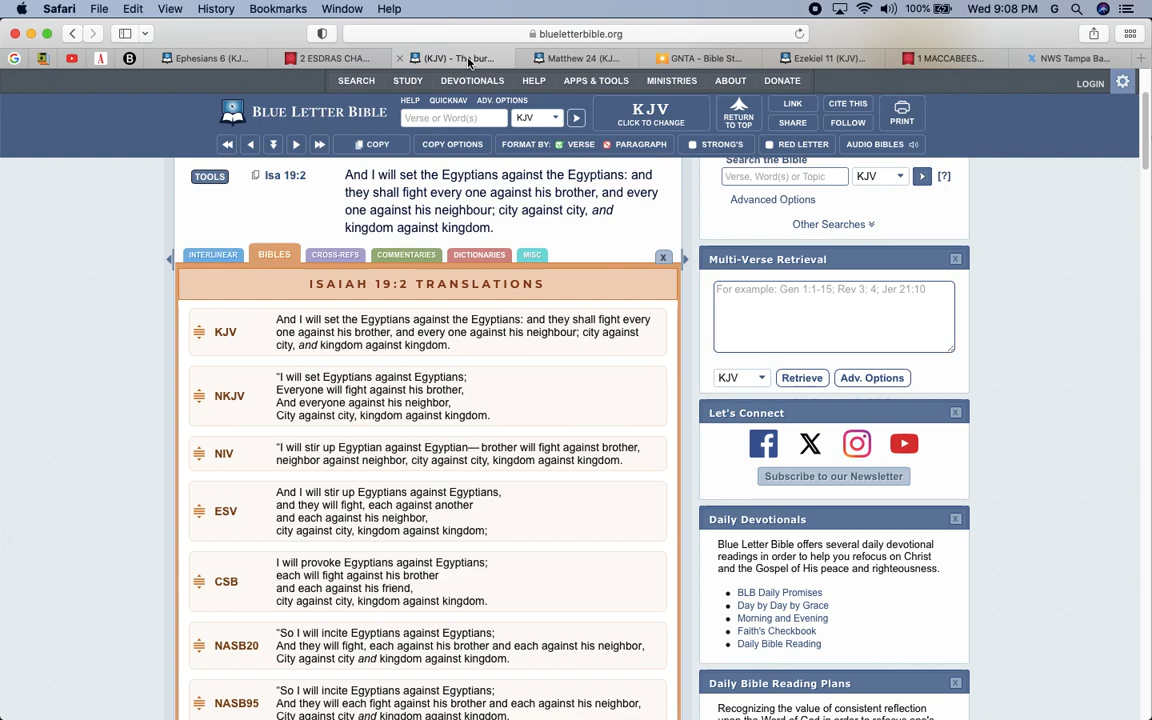 Safari File Edit View History Bookmarks Window Help 100% Wed 9:08 PM G
blueletterbible.org
G B Ephesians 6 (KJ... 2 ESDRAS CHA... (KJV) - The bur... Matthew 24 (KJ... GNTA - Bible St... Ezekiel 11 (KJV)... 1 MACCABEES... NWS Tampa Ba...
SEARCH STUDY DEVOTIONALS HELP APPS & TOOLS MINISTRIES ABOUT DONATE LOGIN
BLUE LETTER BIBLE
HELP QUICKNAV ADV. OPTIONS
Verse or Word(s) KJV
KJV
CLICK TO CHANGE
RETURN
TO TOP
LINK CITE THIS
SHARE FOLLOW
PRINT
COPY COPY OPTIONS FORMAT BY: VERSE PARAGRAPH STRONG'S RED LETTER AUDIO BIBLES
TOOLS Isa 19:2
And I will set the Egyptians against the Egyptians: and
they shall fight every one against his brother, and every
one against his neighbour; city against city, and
kingdom against kingdom.
INTERLINEAR BIBLES CROSS-REFS COMMENTARIES DICTIONARIES MISC X
ISAIAH 19:2 TRANSLATIONS
KJV
And I will set the Egyptians against the Egyptians: and they shall fight every
one against his brother, and every one against his neighbour; city against
city, and kingdom against kingdom.
NKJV
"I will set Egyptians against Egyptians;
Everyone will fight against his brother,
And everyone against his neighbor,
City against city, kingdom against kingdom.
NIV
"I will stir up Egyptian against Egyptian— brother will fight against brother,
neighbor against neighbor, city against city, kingdom against kingdom.
ESV
And I will stir up Egyptians against Egyptians,
and they will fight, each against another
and each against his neighbor,
city against city, kingdom against kingdom;
CSB
I will provoke Egyptians against Egyptians;
each will fight against his brother
and each against his friend,
city against city, kingdom against kingdom.
NASB20
"So I will incite Egyptians against Egyptians;
And they will fight, each against his brother and each against his neighbor,
City against city and kingdom against kingdom.
NASB95
"So I will incite Egyptians against Egyptians;
And they will each fight against his brother and each against his neighbor,
City against city and kingdom against kingdom.
Search the Bible
Verse, Word(s) or Topic KJV [?]
Advanced Options
Other Searches
Multi-Verse Retrieval X
For example: Gen 1:1-15; Rev 3; 4; Jer 21:10
KJV Retrieve Adv. Options
Let's Connect X
Subscribe to our Newsletter
Daily Devotionals X
Blue Letter Bible offers several daily devotional
readings in order to help you refocus on Christ
and the Gospel of His peace and righteousness.
BLB Daily Promises
Day by Day by Grace
Morning and Evening
Faith's Checkbook
Daily Bible Reading
Daily Bible Reading Plans X
Recognizing the value of consistent reflection
upon the Word of God in order to refocus one's